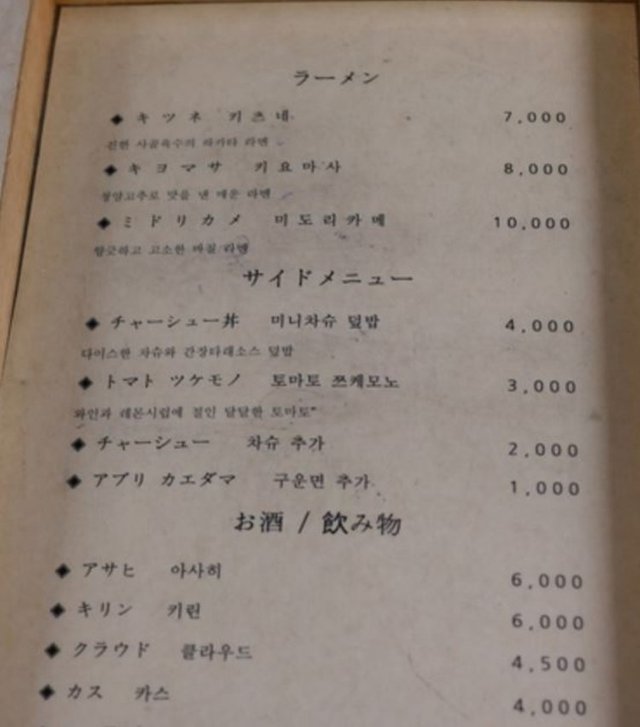 ラーメン
◆ キツネ 키츠네 7,000
진한 사골육수의 하카타 라멘
◆ キヨマサ 키요마사 8,000
청양고추로 맛을 낸 매운 라멘
◆ ミドリカメ 미도리카메 10,000
향긋하고 고소한 바질 라멘
サイドメニュー
◆ チャーシュー丼 미니차슈 덮밥 4,000
다이스한 차슈와 간장타래소스 덮밥
◆ トマト ツケモノ 토마토 쯔케모노 3,000
와인과 레몬시럽에 절인 달달한 토마토"
◆ チャーシュー 차슈 추가 2,000
◆ アブリ カエダマ 구운면 추가 1,000
お酒 / 飲み物
◆ アサヒ 아사히 6,000
◆ キリン 키린 6,000
◆ クラウド 클라우드 4,500
◆ カス 카스 4,000